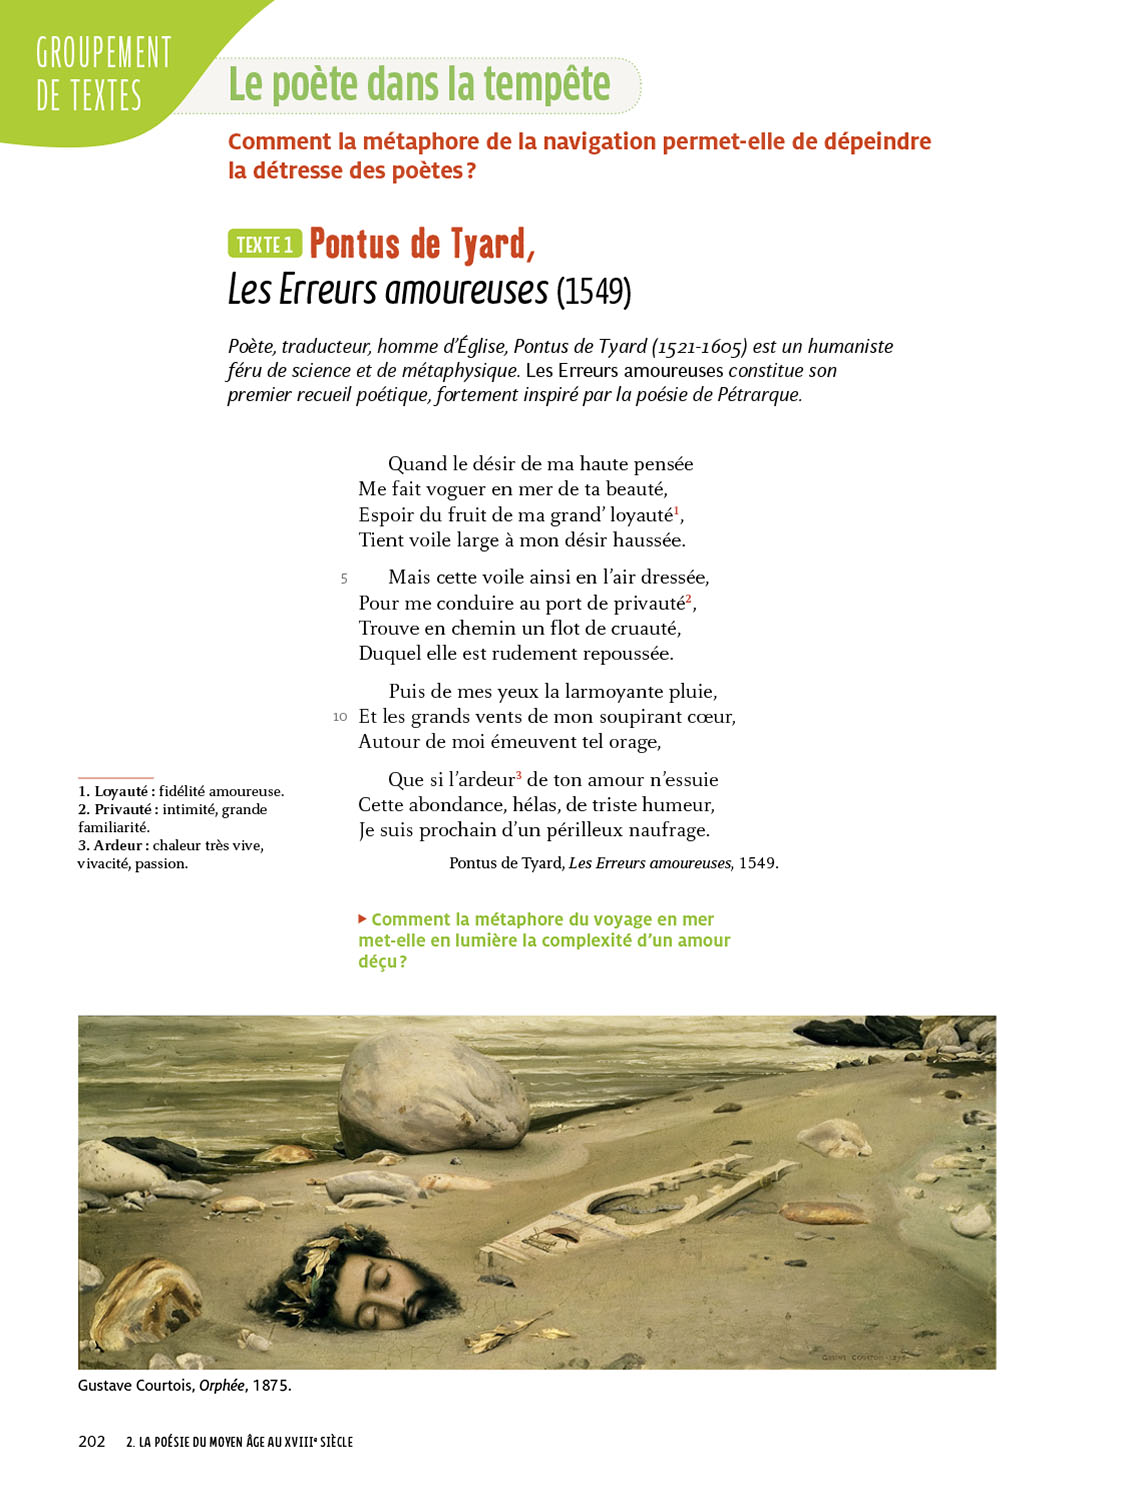 GROUPEMENT
DE TEXTES
Le poète dans la tempête
Comment la métaphore de la navigation permet-elle de dépeindre
la détresse des poètes ?
TEXTE 1 Pontus de Tyard,
Les Erreurs amoureuses (1549)
Poète, traducteur, homme d’Église, Pontus de Tyard (1521-1605) est un humaniste
féru de science et de métaphysique. Les Erreurs amoureuses constitue son
premier recueil poétique, fortement inspiré par la poésie de Pétrarque.
Quand le désir de ma haute pensée
Me fait voguer en mer de ta beauté,
Espoir du fruit de ma grand’ loyauté1,
Tient voile large à mon désir haussée.
5 Mais cette voile ainsi en l’air dressée,
Pour me conduire au port de privauté2,
Trouve en chemin un flot de cruauté,
Duquel elle est rudement repoussée.
Puis de mes yeux la larmoyante pluie,
10 Et les grands vents de mon soupirant cœur,
Autour de moi émeuvent tel orage,
Que si l’ardeur3 de ton amour n’essuie
Cette abondance, hélas, de triste humeur,
Je suis prochain d’un périlleux naufrage.
Pontus de Tyard, Les Erreurs amoureuses, 1549.
1. Loyauté : fidélité amoureuse.
2. Privauté : intimité, grande
familiarité.
3. Ardeur : chaleur très vive,
vivacité, passion.
▶ Comment la métaphore du voyage en mer
met-elle en lumière la complexité d’un amour
déçu ?
Gustave Courtois, Orphée, 1875.
202 2. LA POÉSIE DU MOYEN ÂGE AU XVIIIe SIÈCLE